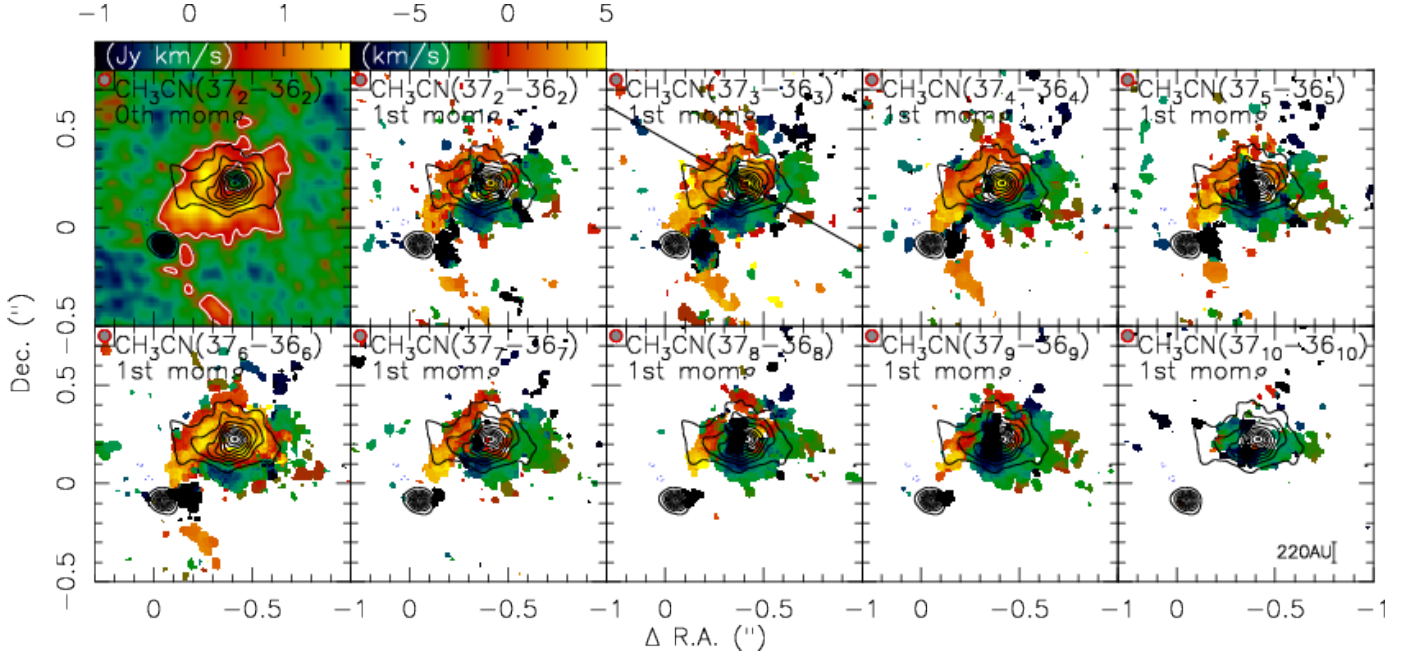 −1 0 1 −5 0 5
(Jy km/s) (km/s)
CH₃CN(37₂−36₂) CH₃CN(37₂−36₂) CH₃CN(37₃−36₃) CH₃CN(37₄−36₄) CH₃CN(37₅−36₅)
0th mom. 1st mom. 1st mom. 1st mom. 1st mom.
0.5
0
−0.5
CH₃CN(37₆−36₆) CH₃CN(37₇−36₇) CH₃CN(37₈−36₈) CH₃CN(37₉−36₉) CH₃CN(37₁₀−36₁₀)
1st mom. 1st mom. 1st mom. 1st mom. 1st mom.
Dec. (")
0.5
0
−0.5
220AU
0 −0.5 −1 0 −0.5 −1 0 −0.5 −1 0 −0.5 −1 0 −0.5 −1
Δ R.A. (")